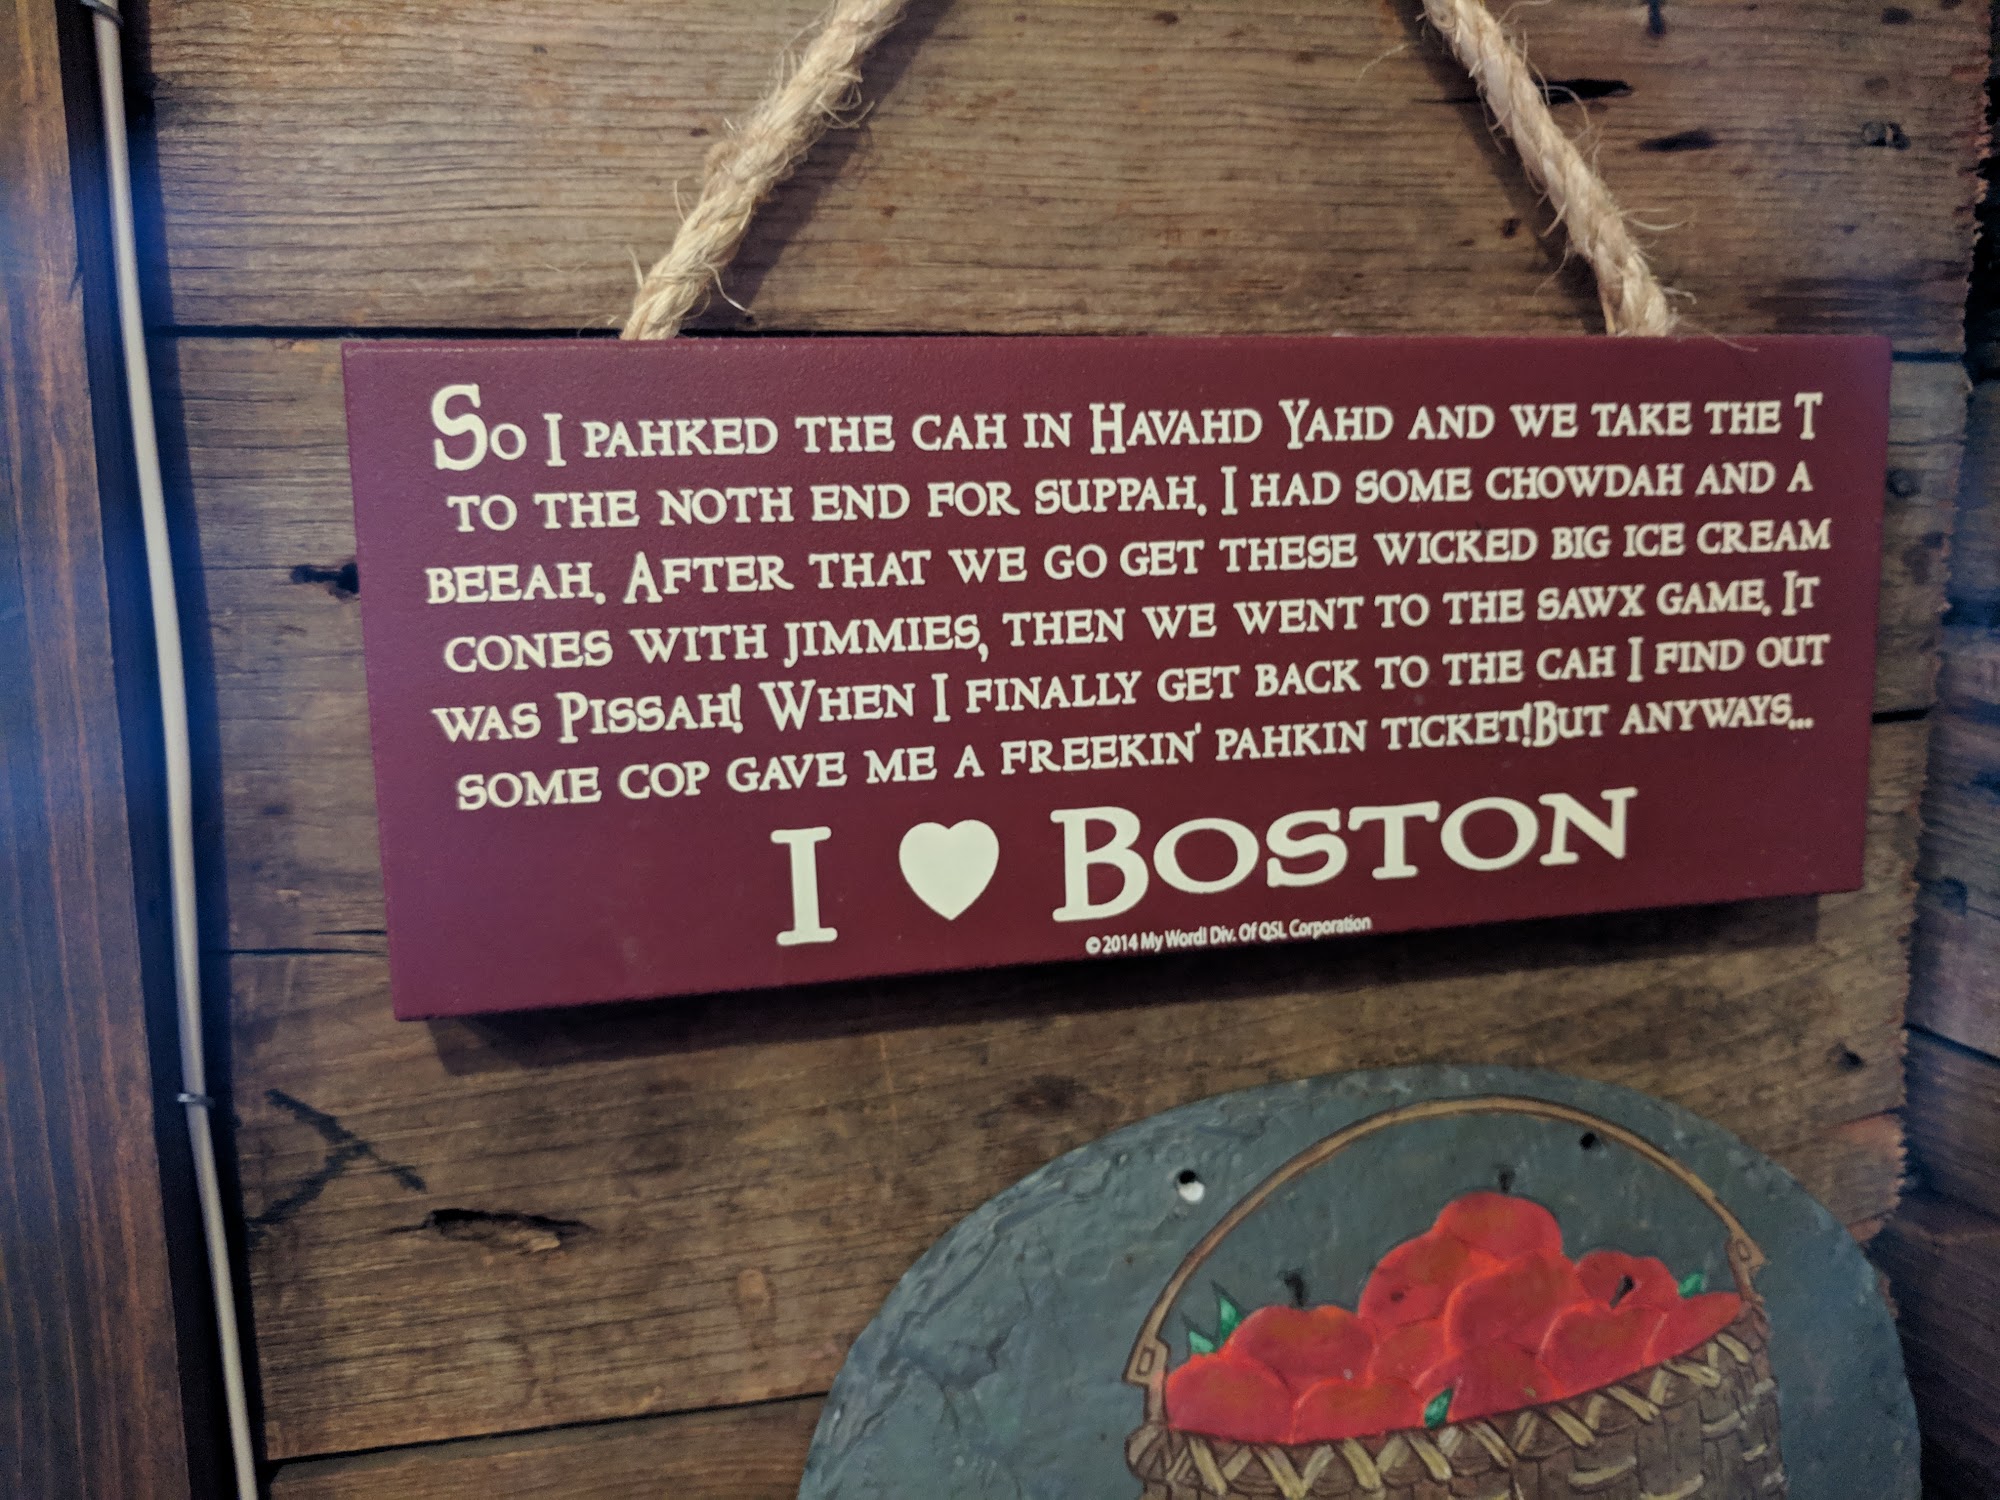 So I pahked the cah in Havahd Yahd and we take the T
to the Noth End for suppah. I had some chowdah and a
beeah. After that we go get these wicked big ice cream
cones with jimmies, then we went to the Sawx game. It
was Pissah! When I finally get back to the cah I find out
some cop gave me a freekin' pahkin ticket!But anyways...
I ♥ Boston
© 2014 My Word! Div. Of QSL Corporation